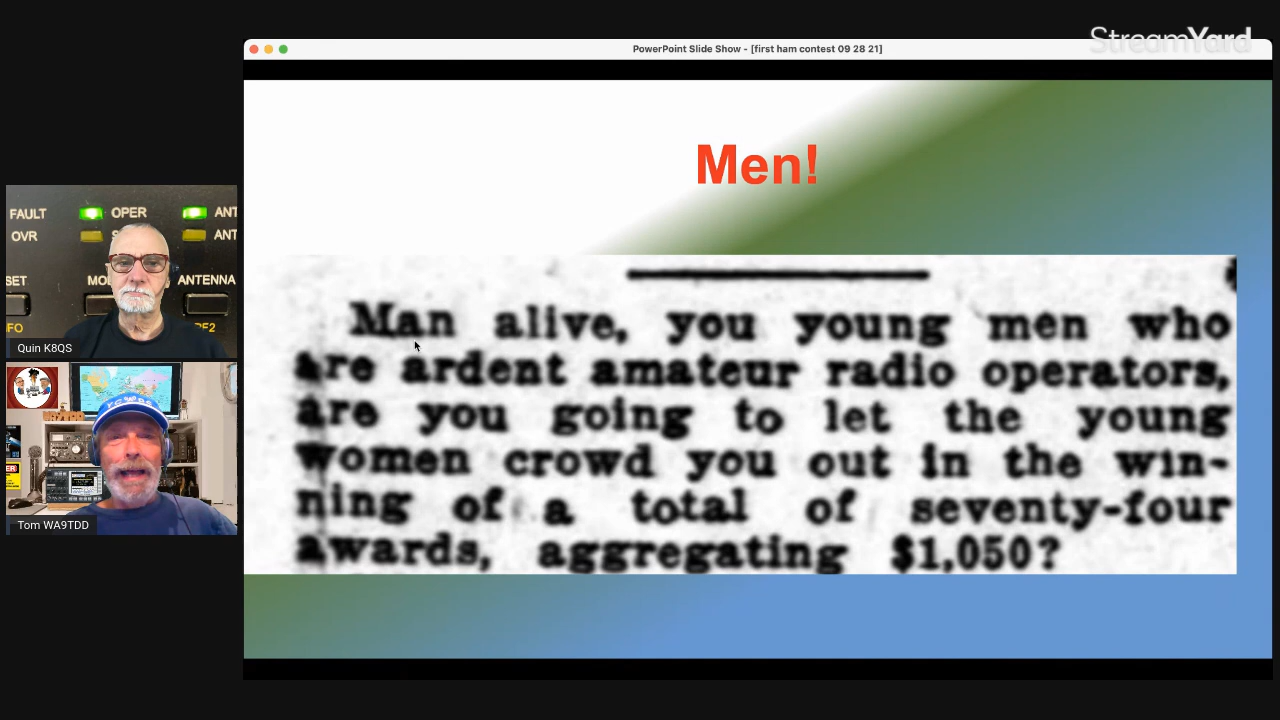 StreamYard
PowerPoint Slide Show - [first ham contest 09 28 21]
Men!
Man alive, you young men who
are ardent amateur radio operators,
are you going to let the young
women crowd you out in the win-
ning of a total of seventy-four
awards, aggregating $1,050?
FAULT OPER ANT
OVR ANT
SET ANTENNA
Quin K8QS
Tom WA9TDD